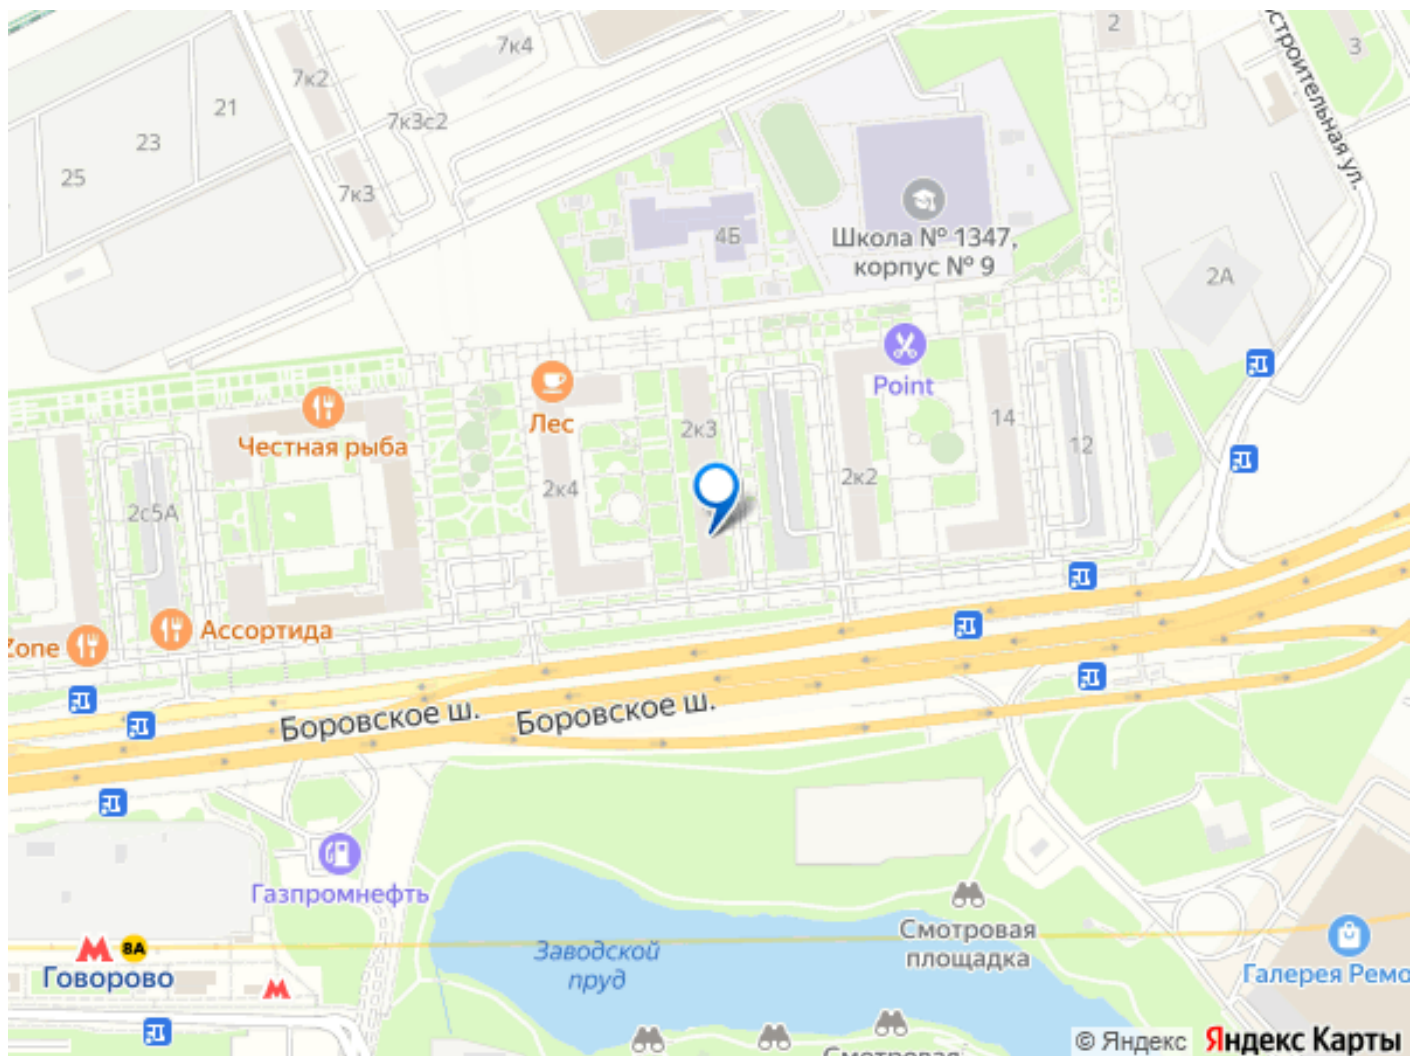 2
3
7к4
строительная ул.
7к2
21
7к3с2
23
25
7к3
4Б
Школа № 1347,
корпус № 9
2А
Point
Лес
14
Честная рыба
2к3
12
2к2
2к4
2с5А
Zone
Ассортида
Боровское ш.
Боровское ш.
Газпромнефть
Смотровая
площадка
8А
Говорово
Заводской
пруд
Галерея Ремо
Смотровая
© Яндекс Яндекс Карты